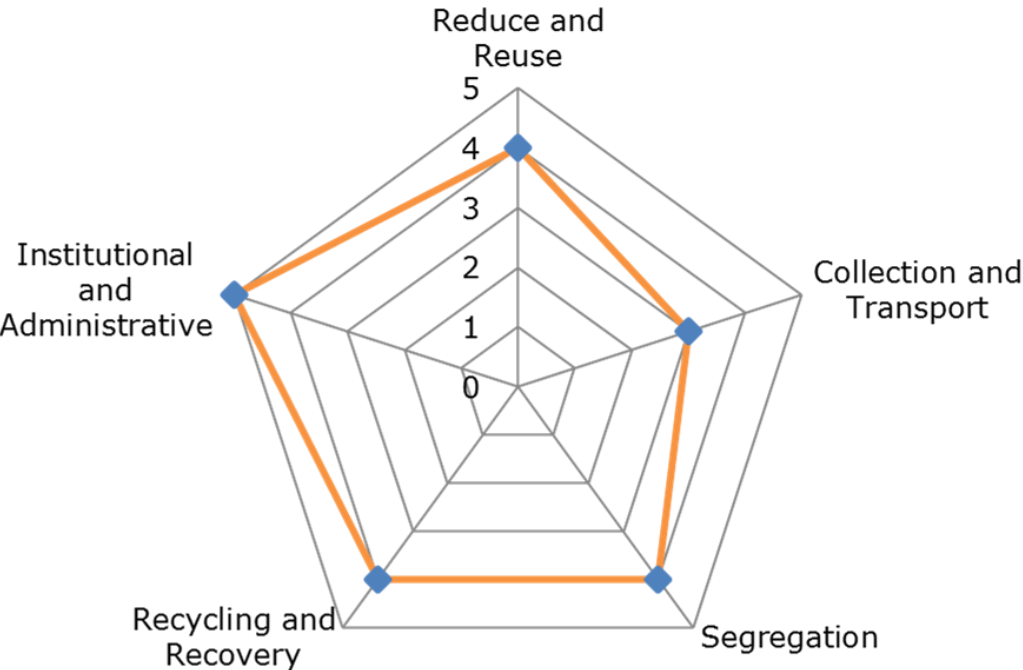 Reduce and
Reuse
5
4
3
2
1
0
Institutional
and
Administrative
Collection and
Transport
Recycling and
Recovery
Segregation